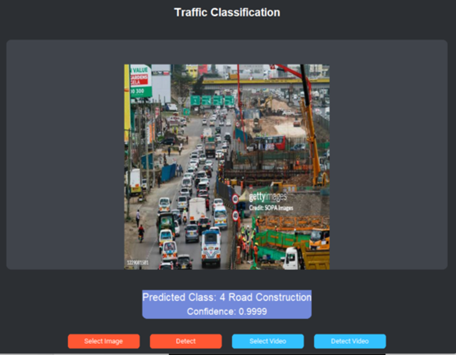 Traffic Classification
VALUE
gettyimages
Credit: SOPA Images
Predicted Class: 4 Road Construction
Confidence: 0.9999
Select Image
Detect
Select Video
Detect Video